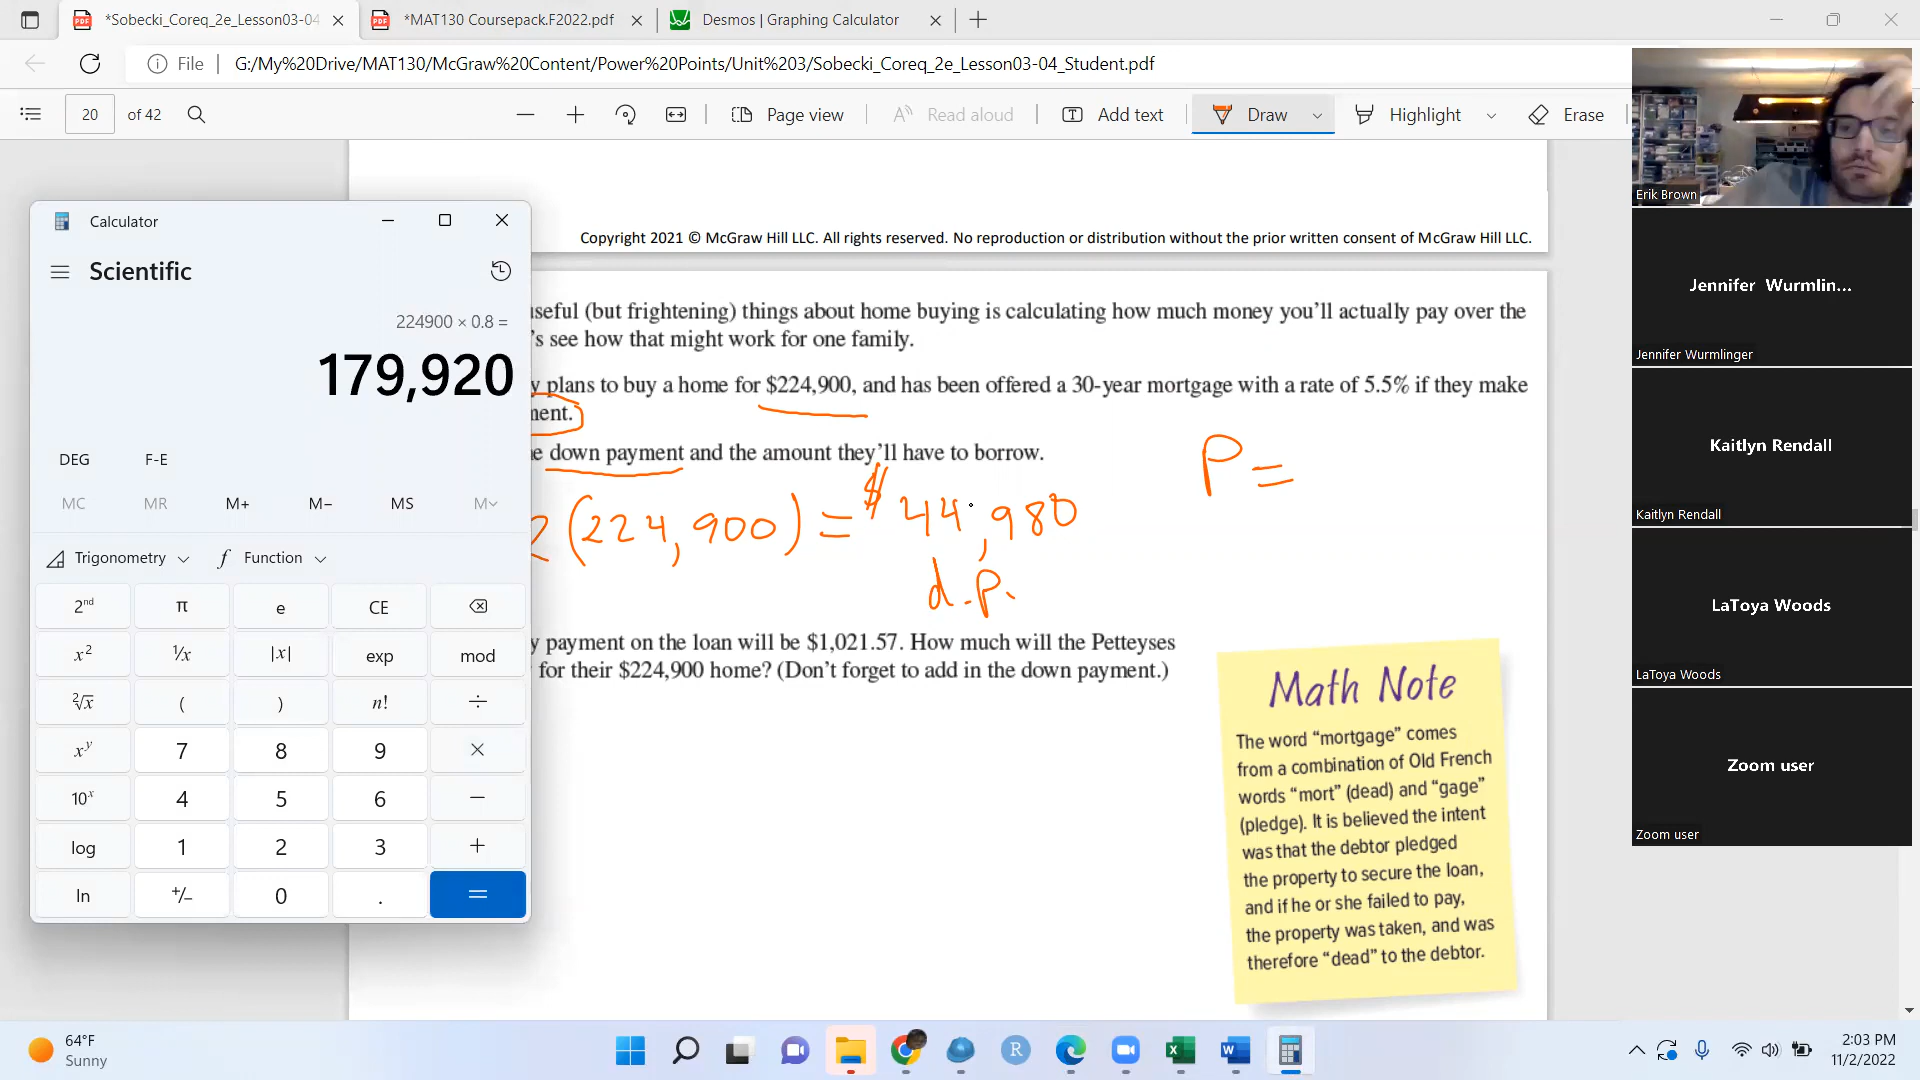 *Sobecki_Coreq_2e_Lesson03-04
*MAT130 Coursepack.F2022.pdf
Desmos | Graphing Calculator
File
G:/My%20Drive/MAT130/McGraw%20Content/Power%20Points/Unit%203/Sobecki_Coreq_2e_Lesson03-04_Student.pdf
20 of 42
Page view
Read aloud
Add text
Draw
Highlight
Erase
Copyright 2021 © McGraw Hill LLC. All rights reserved. No reproduction or distribution without the prior written consent of McGraw Hill LLC.
useful (but frightening) things about home buying is calculating how much money you'll actually pay over the
's see how that might work for one family.
y plans to buy a home for $224,900, and has been offered a 30-year mortgage with a rate of 5.5% if they make
ment.
e down payment and the amount they'll have to borrow.
P =
2 (224,900) = $44,980
d.p.
y payment on the loan will be $1,021.57. How much will the Petteyses
for their $224,900 home? (Don't forget to add in the down payment.)
Math Note
The word "mortgage" comes
from a combination of Old French
words "mort" (dead) and "gage"
(pledge). It is believed the intent
was that the debtor pledged
the property to secure the loan,
and if he or she failed to pay,
the property was taken, and was
therefore "dead" to the debtor.
Calculator
Scientific
224900 × 0.8 =
179,920
DEG F-E
MC MR M+ M− MS M
Trigonometry
f Function
2nd π e CE
x² ¹/x |x| exp mod
²√x ( ) n! ÷
xʸ 7 8 9 ×
10ˣ 4 5 6 −
log 1 2 3 +
ln +/− 0 . =
Erik Brown
Jennifer Wurmlin...
Jennifer Wurmlinger
Kaitlyn Rendall
Kaitlyn Rendall
LaToya Woods
LaToya Woods
Zoom user
Zoom user
64°F
Sunny
2:03 PM
11/2/2022